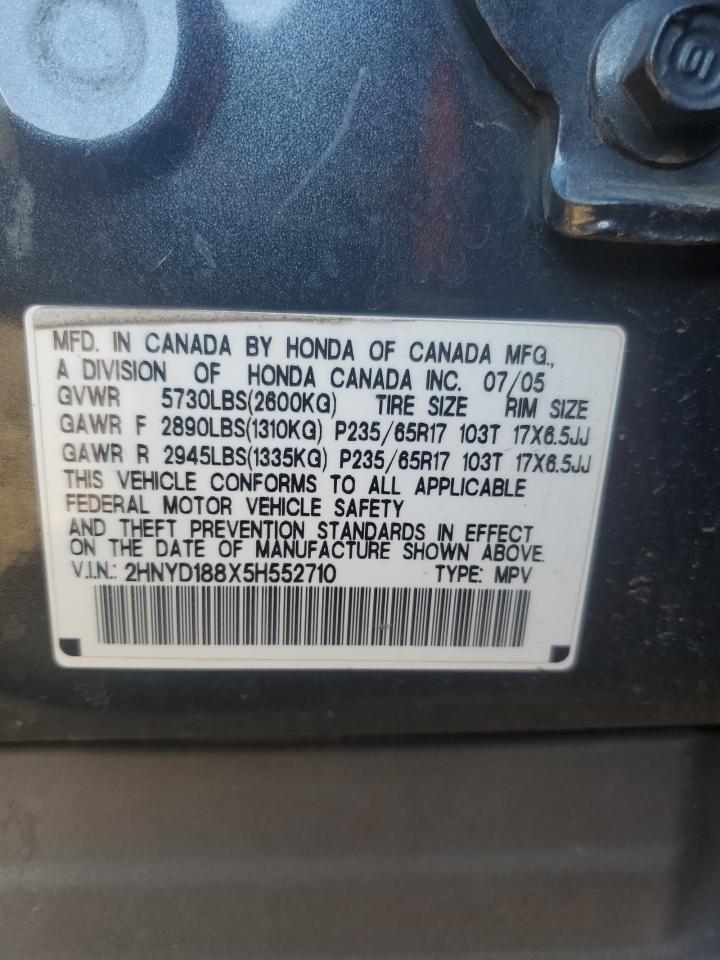 MFD. IN CANADA BY HONDA OF CANADA MFG.,
A DIVISION OF HONDA CANADA INC. 07/05
GVWR 5730LBS(2600KG) TIRE SIZE RIM SIZE
GAWR F 2890LBS(1310KG) P235/65R17 103T 17X6.5JJ
GAWR R 2945LBS(1335KG) P235/65R17 103T 17X6.5JJ
THIS VEHICLE CONFORMS TO ALL APPLICABLE
FEDERAL MOTOR VEHICLE SAFETY
AND THEFT PREVENTION STANDARDS IN EFFECT
ON THE DATE OF MANUFACTURE SHOWN ABOVE.
V.I.N.: 2HNYD188X5H552710 TYPE: MPV